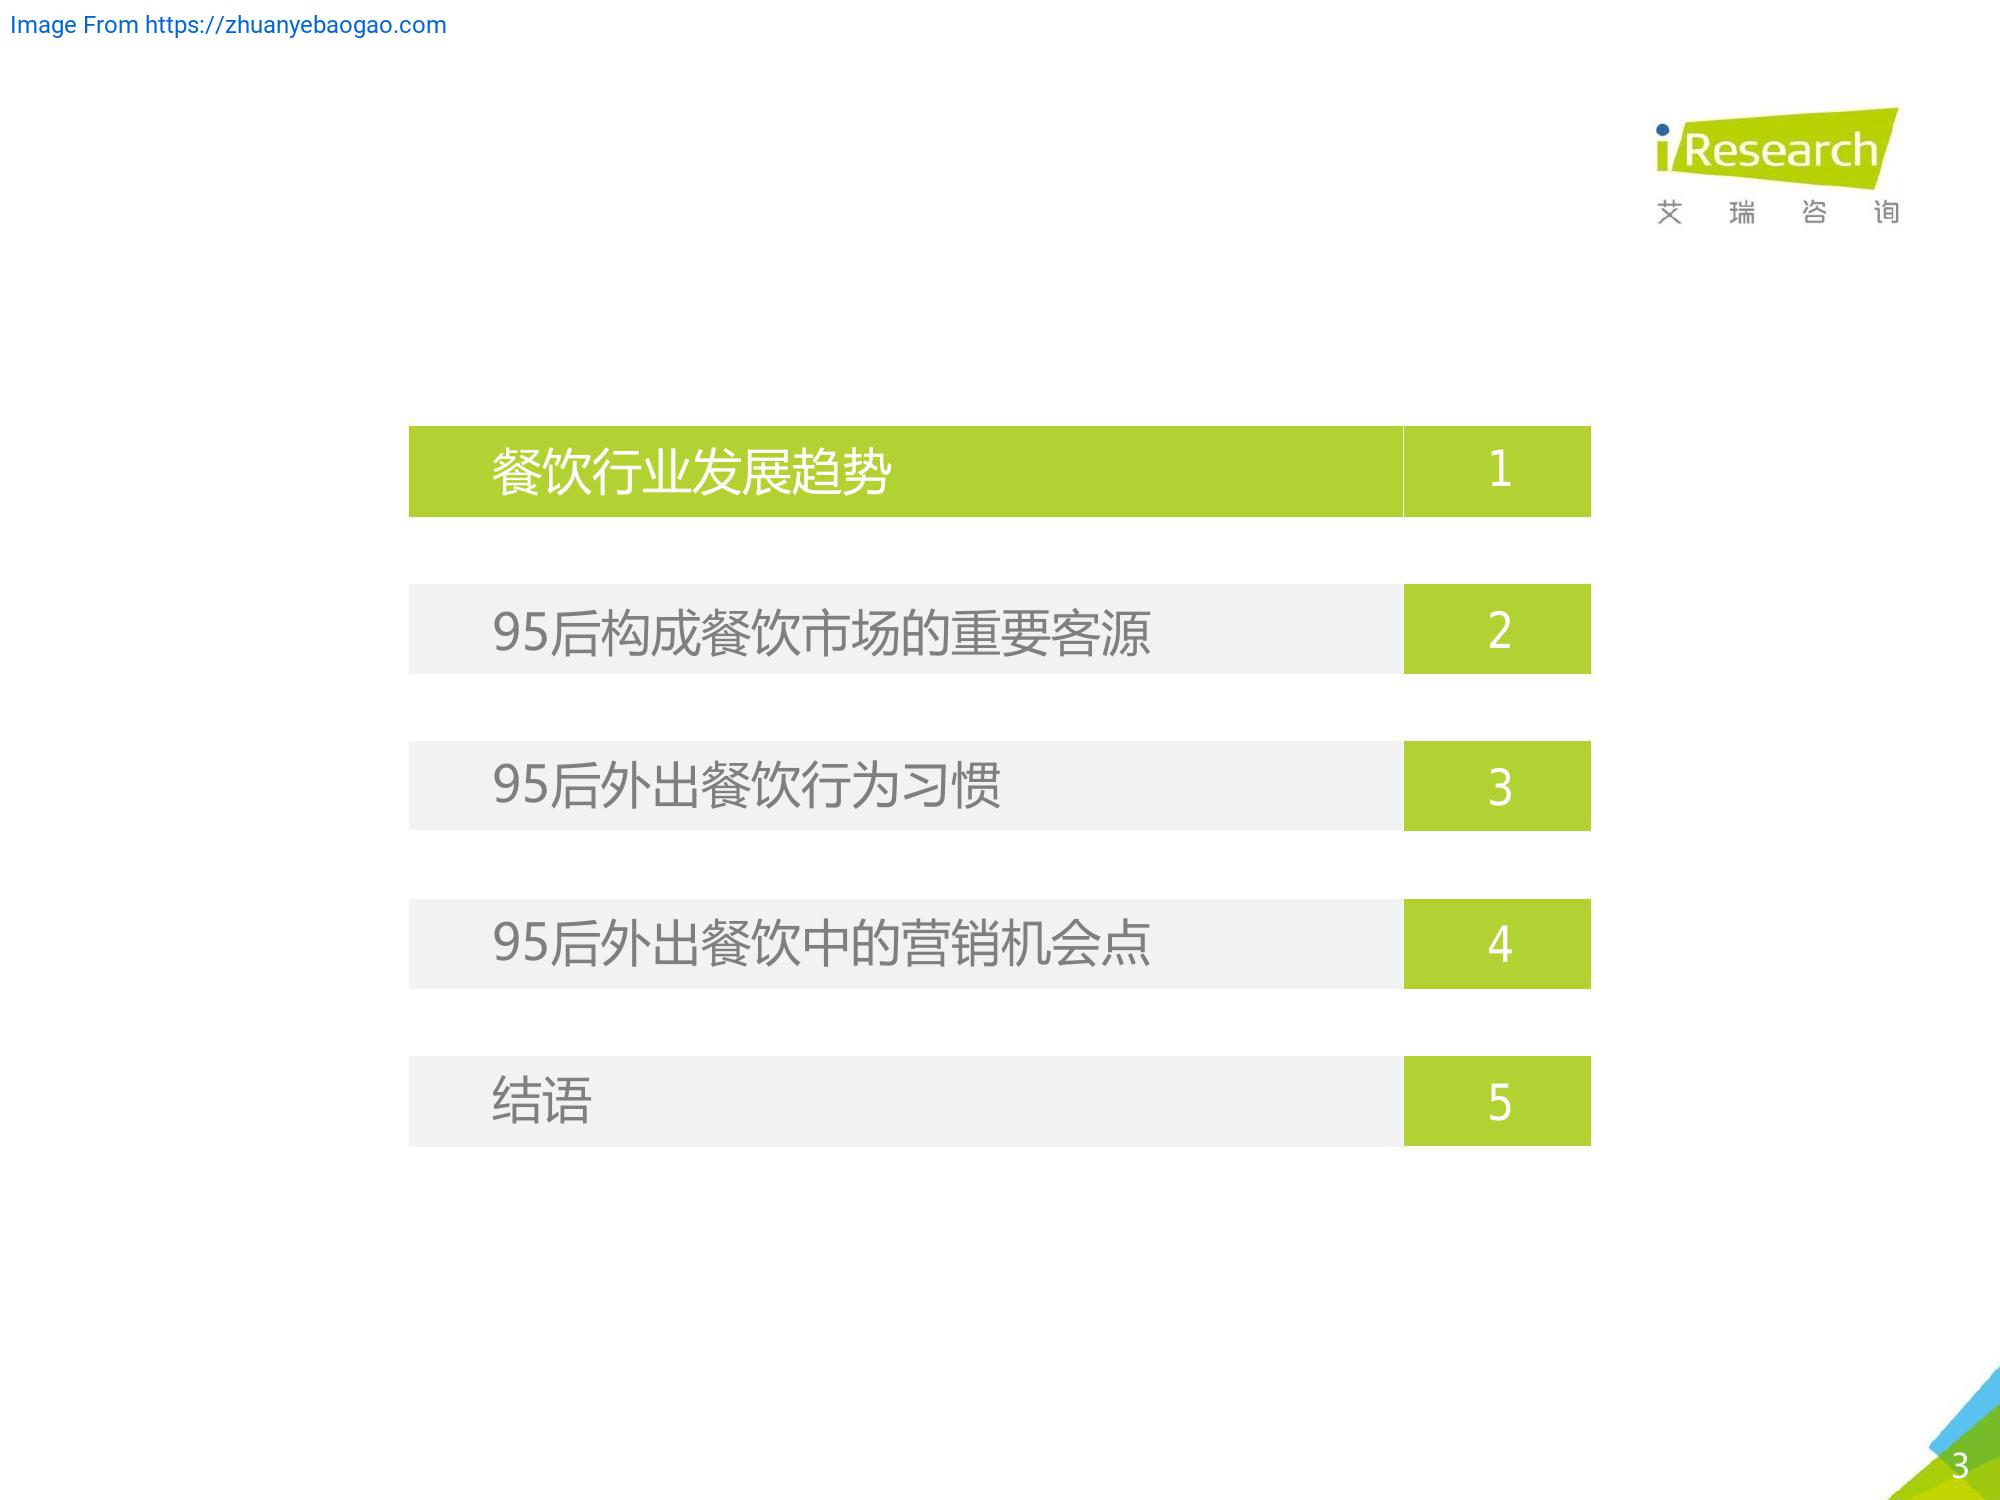 Image From https://zhuanyebaogao.com
iResearch
艾瑞咨询
餐饮行业发展趋势 1
95后构成餐饮市场的重要客源 2
95后外出餐饮行为习惯 3
95后外出餐饮中的营销机会点 4
结语 5
3